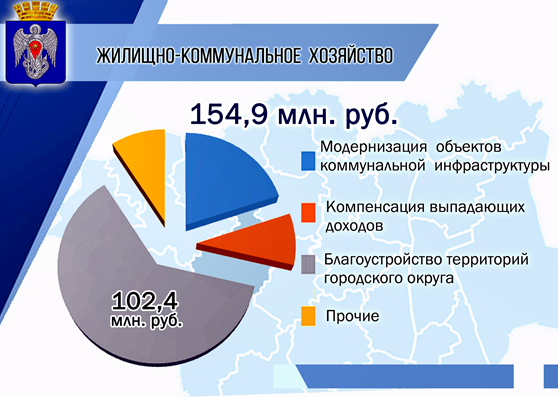 ЖИЛИЩНО-КОММУНАЛЬНОЕ ХОЗЯЙСТВО
154,9 млн. руб.
Модернизация объектов
коммунальной инфраструктуры
Компенсация выпадающих
доходов
Благоустройство территорий
городского округа
Прочие
102,4
млн. руб.